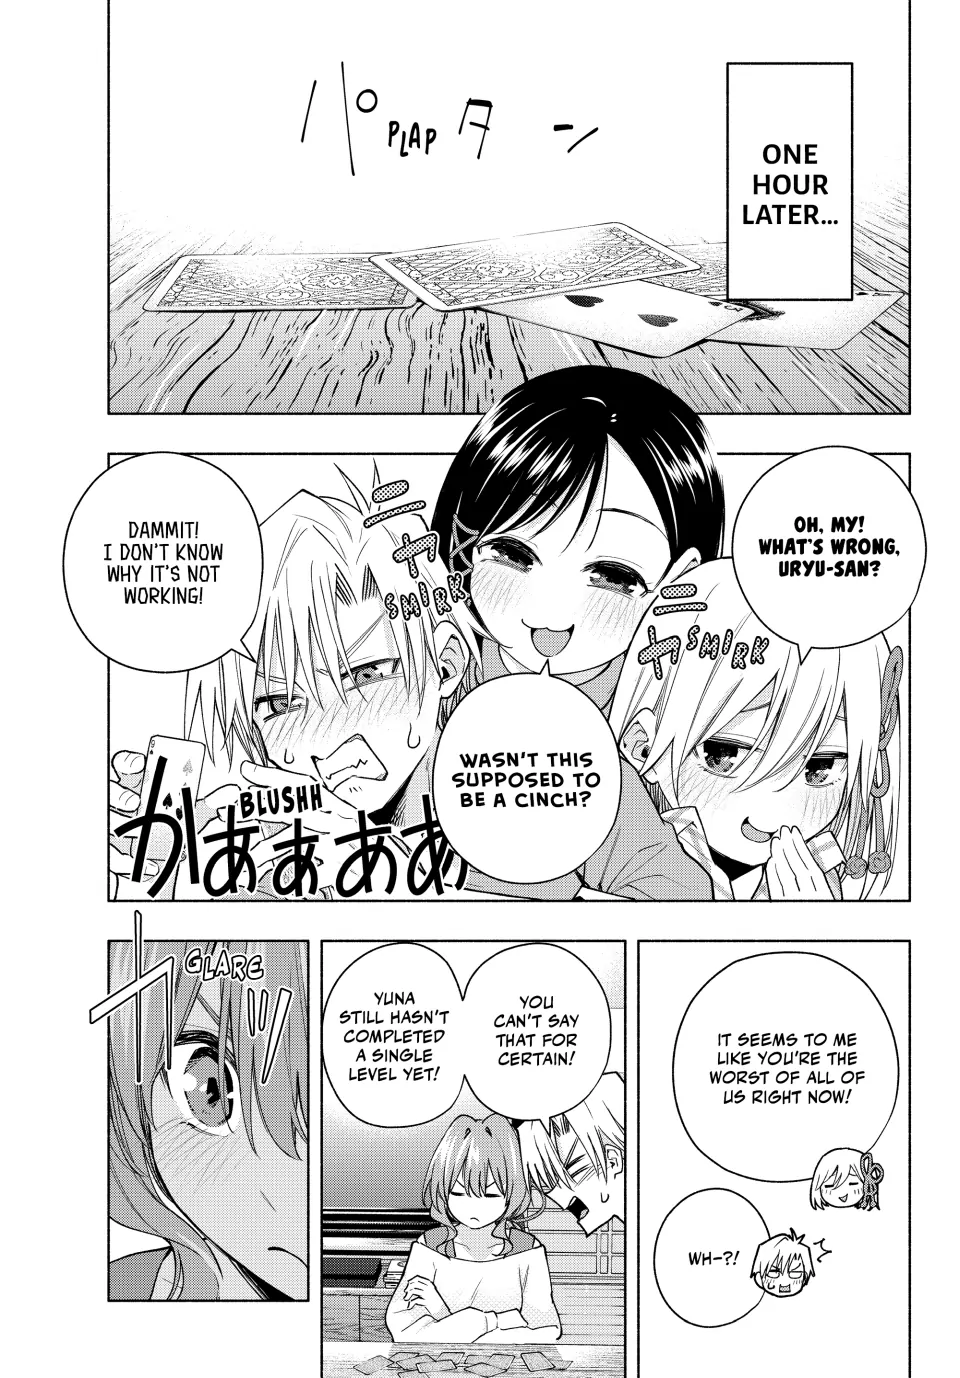 パタン
PLAP
ONE
HOUR
LATER...
OH, MY!
WHAT'S WRONG,
URYU-SAN?
ニヤ
SMIRK
ニヤ
SMIRK
DAMMIT!
I DON'T KNOW
WHY IT'S NOT
WORKING!
WASN'T THIS
SUPPOSED TO
BE A CINCH?
BLUSHH
かあぁああ
IT SEEMS TO ME
LIKE YOU'RE THE
WORST OF ALL OF
US RIGHT NOW!
WH-?!
YOU
CAN'T SAY
THAT FOR
CERTAIN!
YUNA
STILL HASN'T
COMPLETED
A SINGLE
LEVEL YET!
GLARE